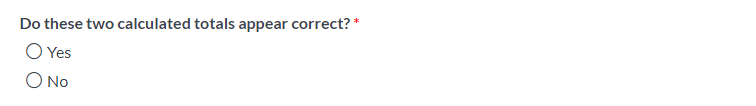 Do these two calculated totals appear correct? *
Yes
No